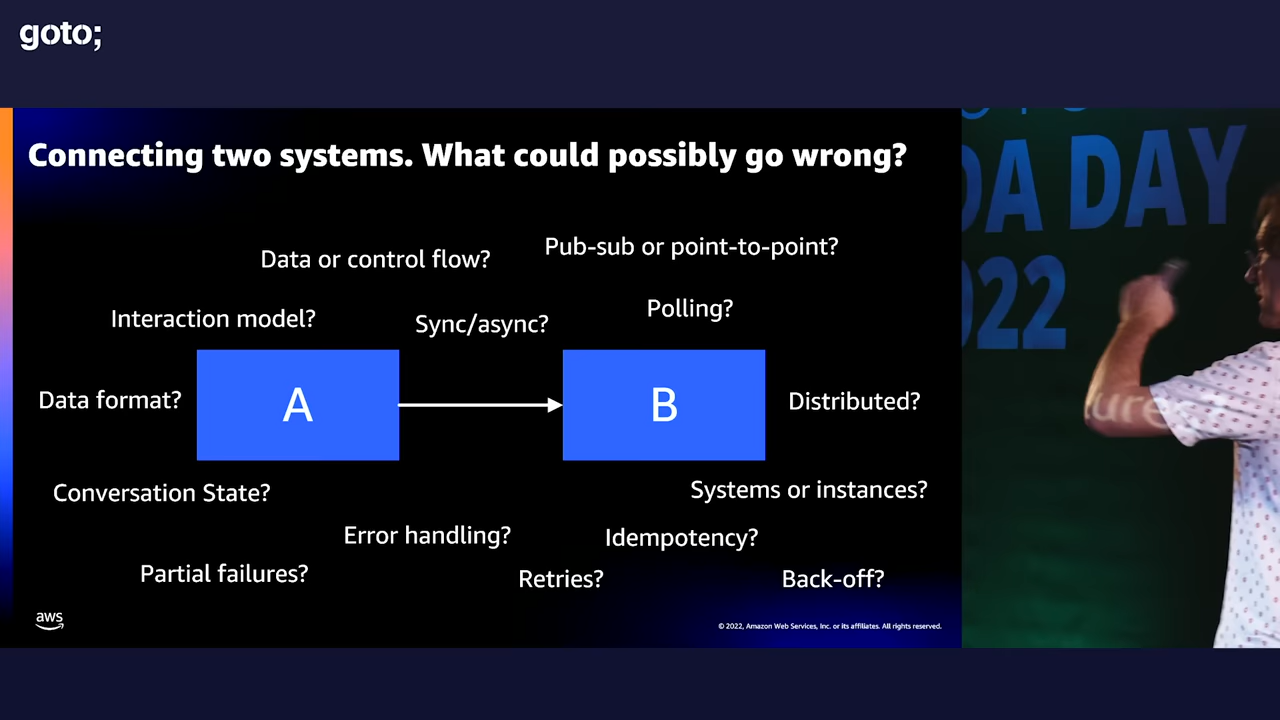 goto;
Connecting two systems. What could possibly go wrong?
Data or control flow?
Pub-sub or point-to-point?
Interaction model?
Sync/async?
Polling?
Data format?
A
B
Distributed?
Conversation State?
Systems or instances?
Error handling?
Idempotency?
Partial failures?
Retries?
Back-off?
aws
© 2022, Amazon Web Services, Inc. or its affiliates. All rights reserved.
DAY
22